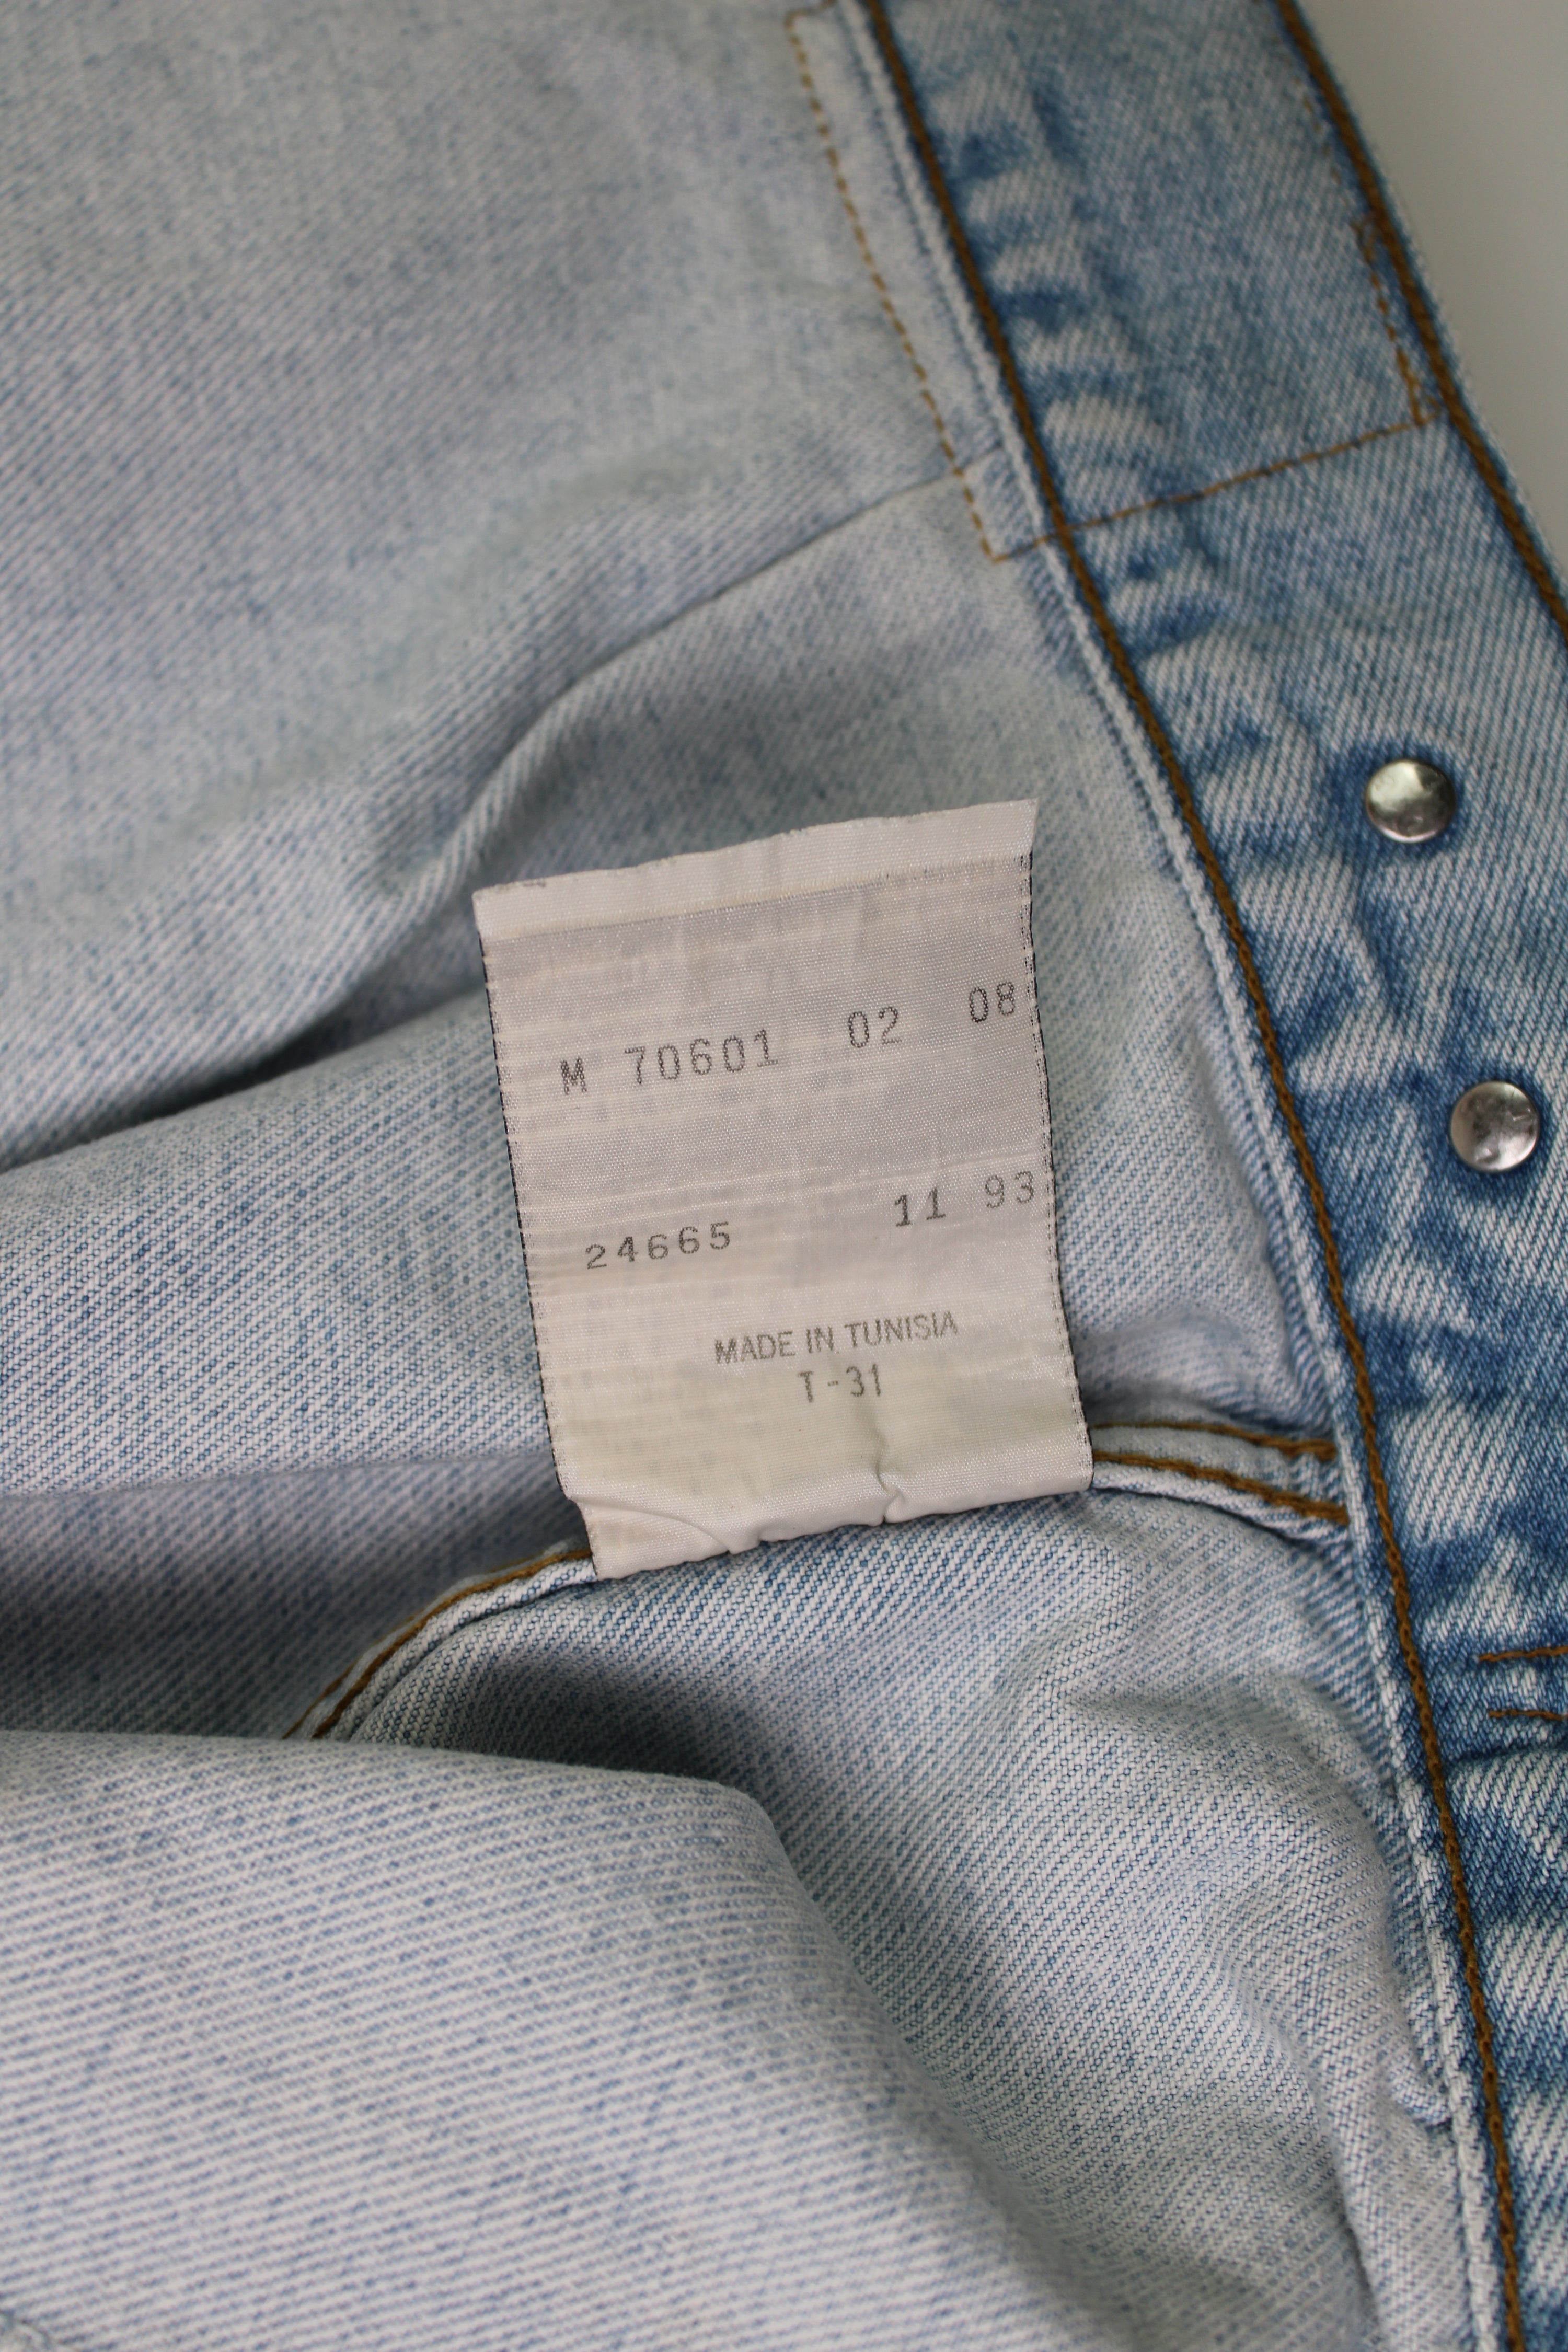 M 70601 02 08
24665 11 93
MADE IN TUNISIA
T-31